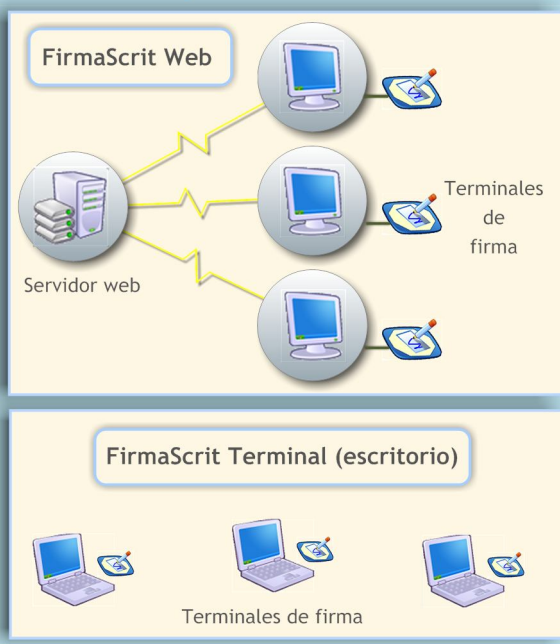 FirmaScrit Web
Terminales
de
firma
Servidor web
FirmaScrit Terminal (escritorio)
Terminales de firma